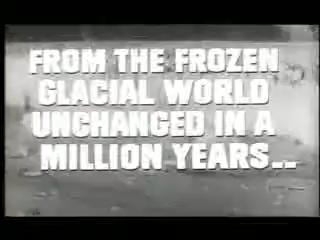 FROM THE FROZEN
GLACIAL WORLD
UNCHANGED IN A
MILLION YEARS..